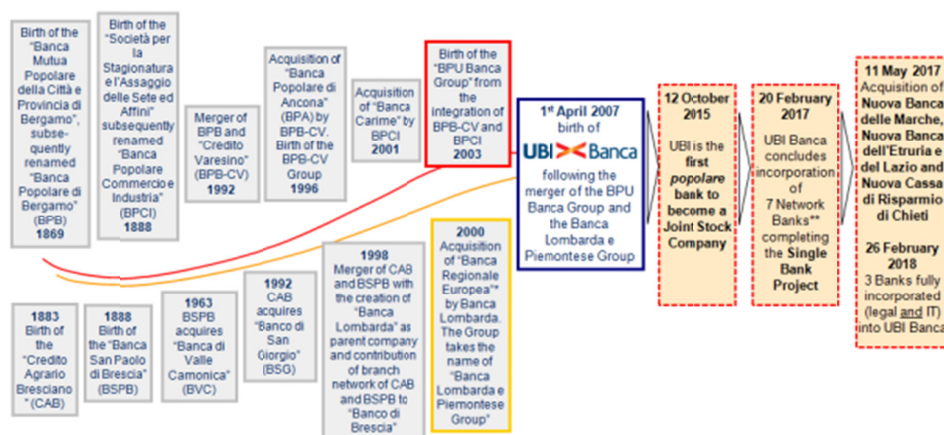 Birth of the
"Banca
Mutua
Popolare
della Città e
Provincia di
Bergamo",
subse-
quently
renamed
"Banca
Popolare di
Bergamo"
(BPB)
1869
Birth of the
"Società per
la
Stagionatura
e l'Assaggio
delle Sete ed
Affini"
subsequently
renamed
"Banca
Popolare
Commercio e
Industria"
(BPCI)
1888
Merger of
BPB and
"Credito
Varesino"
(BPB-CV)
1992
Acquisition of
"Banca
Popolare di
Ancona"
(BPA) by
BPB-CV.
Birth of the
BPB-CV
Group
1996
Acquisition
of "Banca
Carime" by
BPCI
2001
Birth of the
"BPU Banca
Group" from
the
integration of
BPB-CV and
BPCI
2003
1st April 2007
birth of
UBI Banca
following the
merger of the BPU
Banca Group and
the Banca
Lombarda e
Piemontese Group
12 October
2015
UBI is the
first
popolare
bank to
become a
Joint Stock
Company
20 February
2017
UBI Banca
concludes
incorporation
of
7 Network
Banks**
completing
the Single
Bank
Project
11 May 2017
Acquisition of
Nuova Banca
delle Marche,
Nuova Banca
dell'Etruria e
del Lazio and
Nuova Cassa
di Risparmio
di Chieti
26 February
2018
3 Banks fully
incorporated
(legal and IT)
into UBI Banca
1883
Birth of
the
"Credito
Agrario
Bresciano
" (CAB)
1888
Birth of
the "Banca
San Paolo
di Brescia"
(BSPB)
1963
BSPB
acquires
"Banca di
Valle
Camonica"
(BVC)
1992
CAB
acquires
"Banco di
San
Giorgio"
(BSG)
1998
Merger of CAB
and BSPB with
the creation of
"Banca
Lombarda" as
parent company
and contribution
of branch
network of CAB
and BSPB to
"Banco di
Brescia"
2000
Acquisition
of "Banca
Regionale
Europea"*
by Banca
Lombarda.
The Group
takes the
name of
"Banca
Lombarda e
Piemontese
Group"